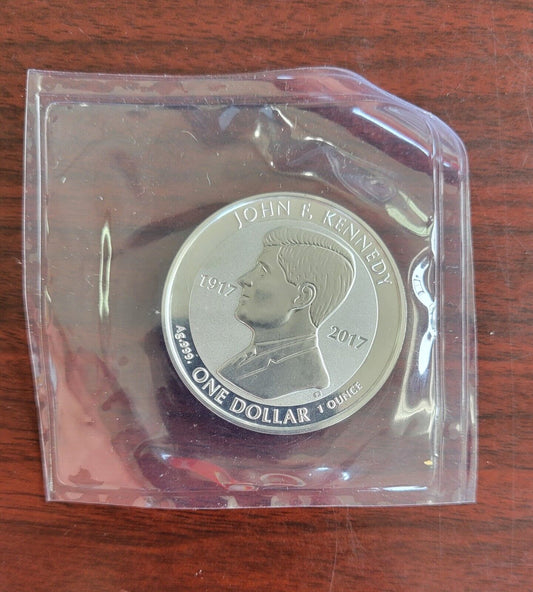 JOHN F. KENNEDY
1917
2017
Ag.999.
ONE DOLLAR
1 OUNCE